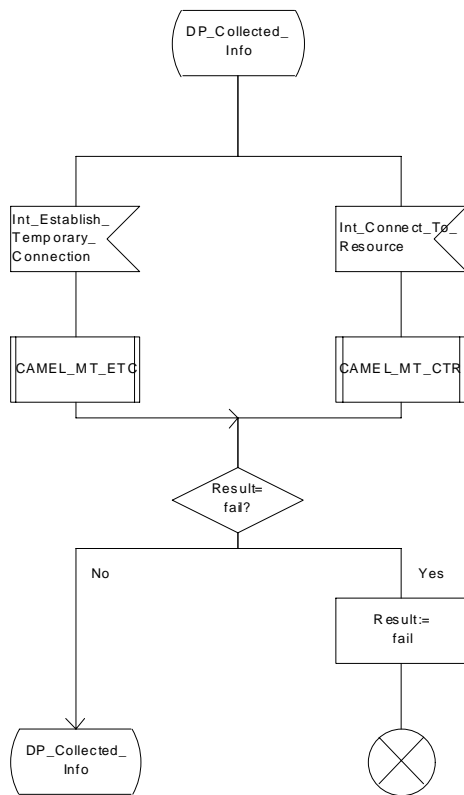 DP_Collected_
Info
Int_Establish_
Temporary_
Connection
Int_Connect_To_
Resource
CAMEL_MT_ETC
CAMEL_MT_CTR
Result=
fail?
No
Yes
Result:=
fail
DP_Collected_
Info